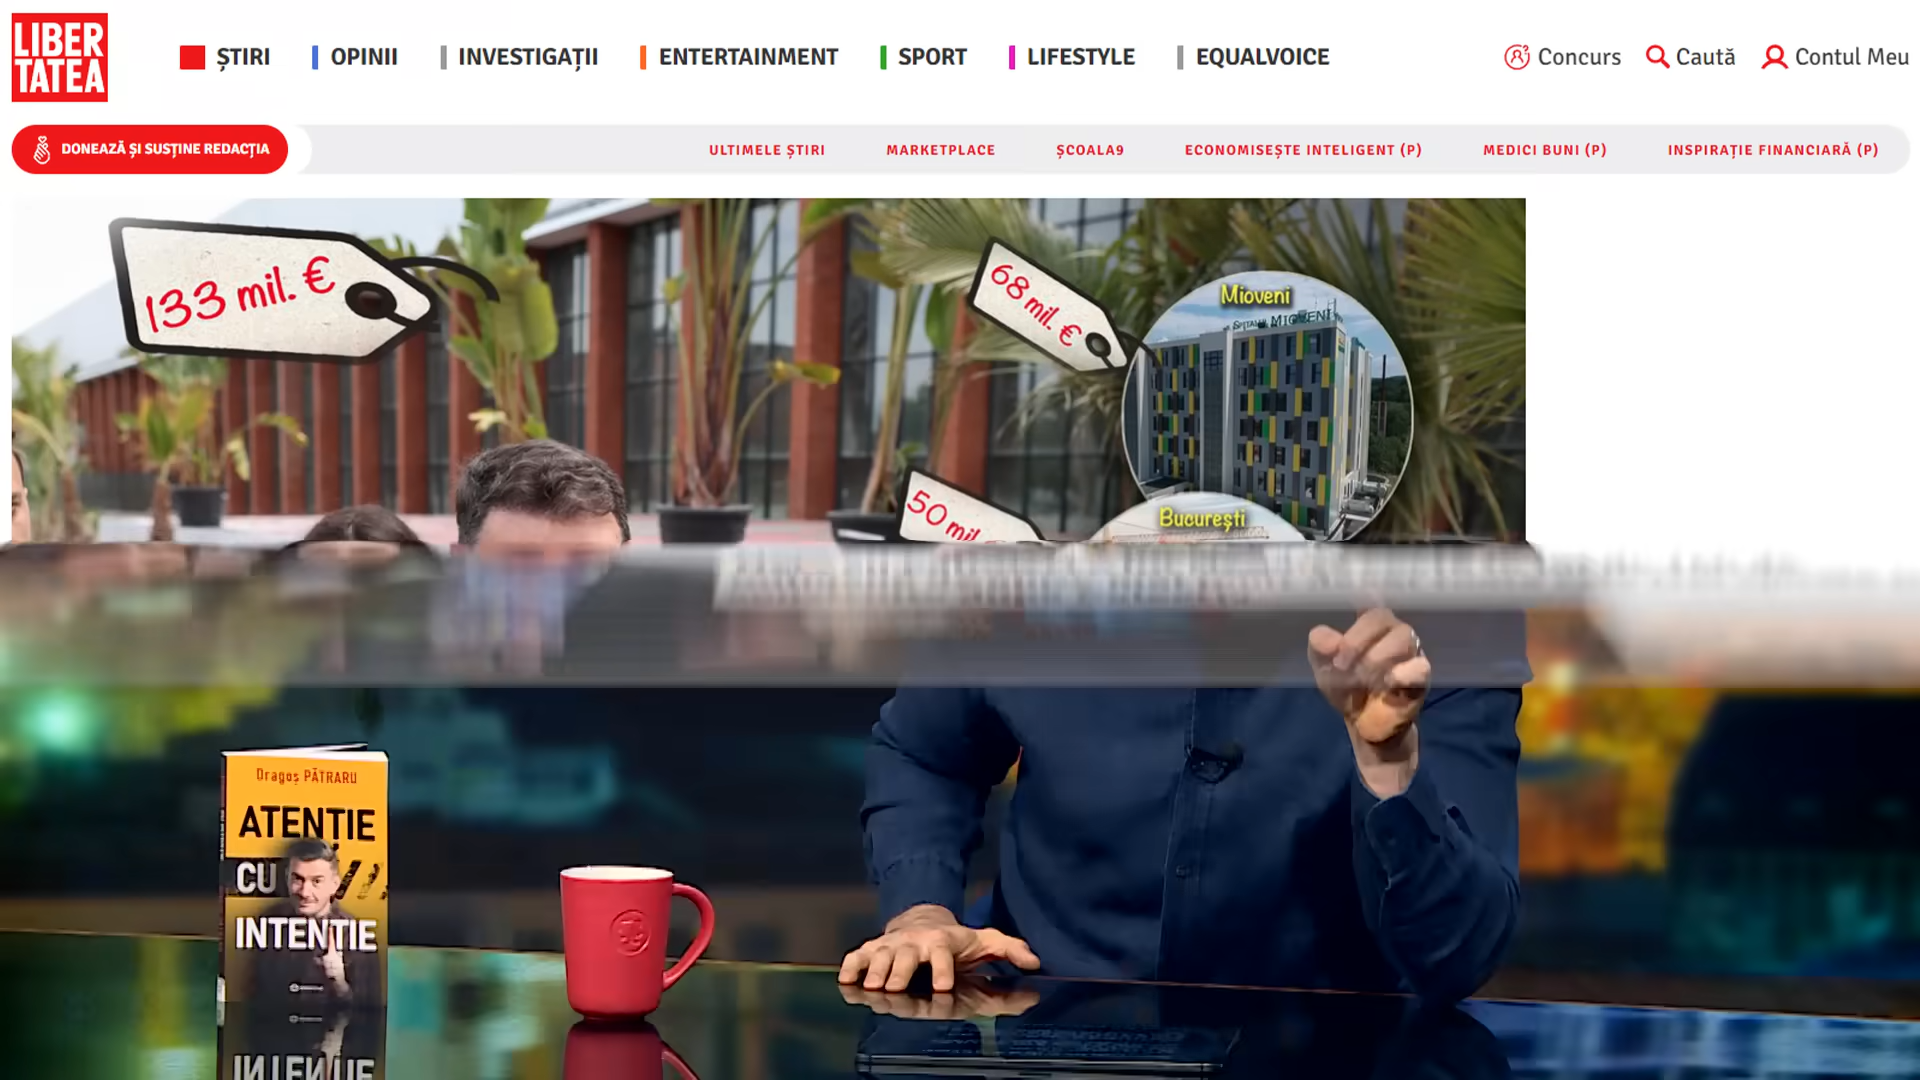 LIBER
TATEA
ȘTIRI
OPINII
INVESTIGAȚII
ENTERTAINMENT
SPORT
LIFESTYLE
EQUALVOICE
Concurs
Caută
Contul Meu
DONEAZĂ ȘI SUSȚINE REDACȚIA
ULTIMELE ȘTIRI
MARKETPLACE
ȘCOALA9
ECONOMISEȘTE INTELIGENT (P)
MEDICI BUNI (P)
INSPIRAȚIE FINANCIARĂ (P)
133 mil. €
68 mil. €
Mioveni
SPITALUL MIOVENI
50 mil.
București
Dragoș PĂTRARU
ATENȚIE
CU
INTENȚIE